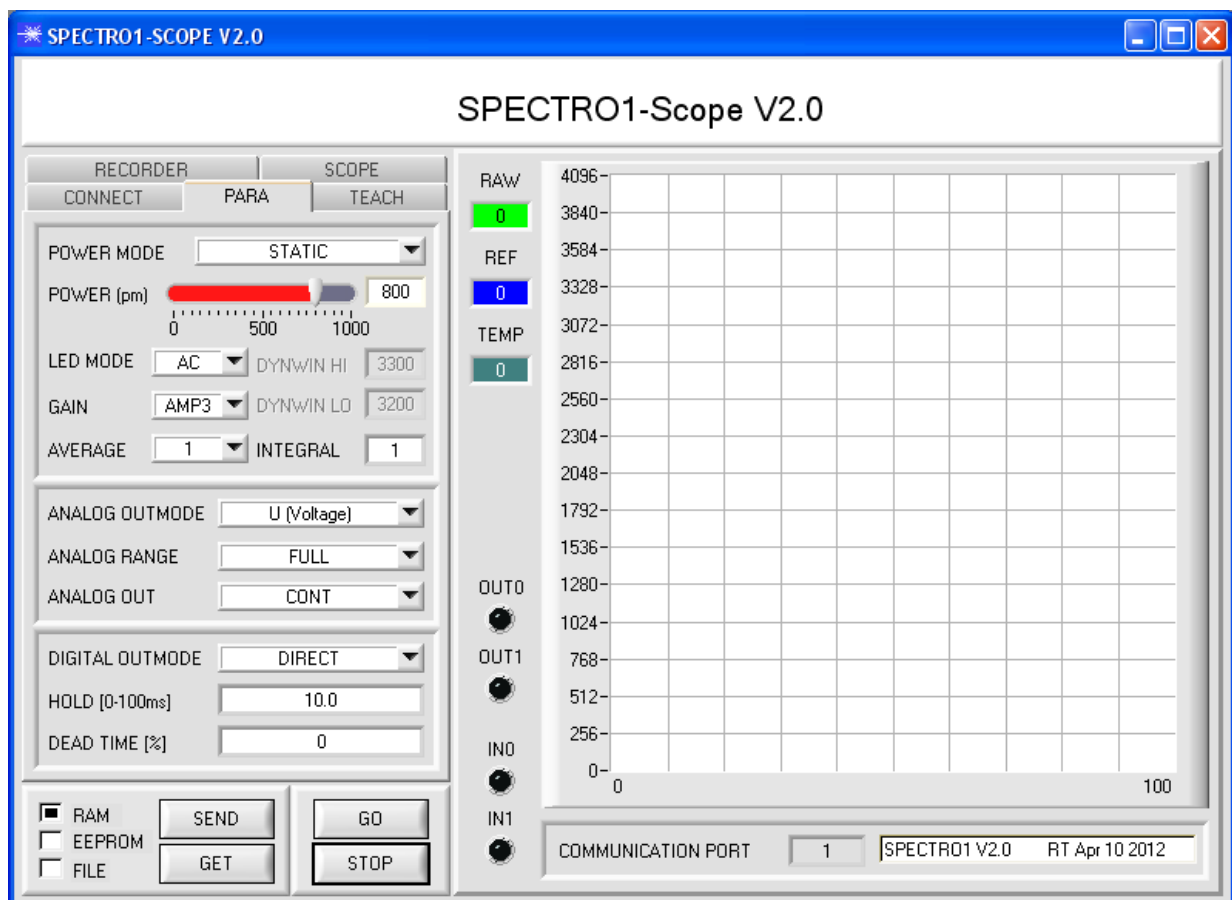 SPECTRO1-SCOPE V2.0
SPECTRO1-Scope V2.0
RECORDER SCOPE
CONNECT PARA TEACH
POWER MODE STATIC
POWER (pm) 800
0 500 1000
LED MODE AC DYNWIN HI 3300
GAIN AMP3 DYNWIN LO 3200
AVERAGE 1 INTEGRAL 1
ANALOG OUTMODE U (Voltage)
ANALOG RANGE FULL
ANALOG OUT CONT
DIGITAL OUTMODE DIRECT
HOLD [0-100ms] 10.0
DEAD TIME [%] 0
RAM
EEPROM
FILE
SEND
GET
GO
STOP
RAW
0
REF
0
TEMP
0
OUT0
OUT1
IN0
IN1
4096
3840
3584
3328
3072
2816
2560
2304
2048
1792
1536
1280
1024
768
512
256
0
0 100
COMMUNICATION PORT 1 SPECTRO1 V2.0 RT Apr 10 2012